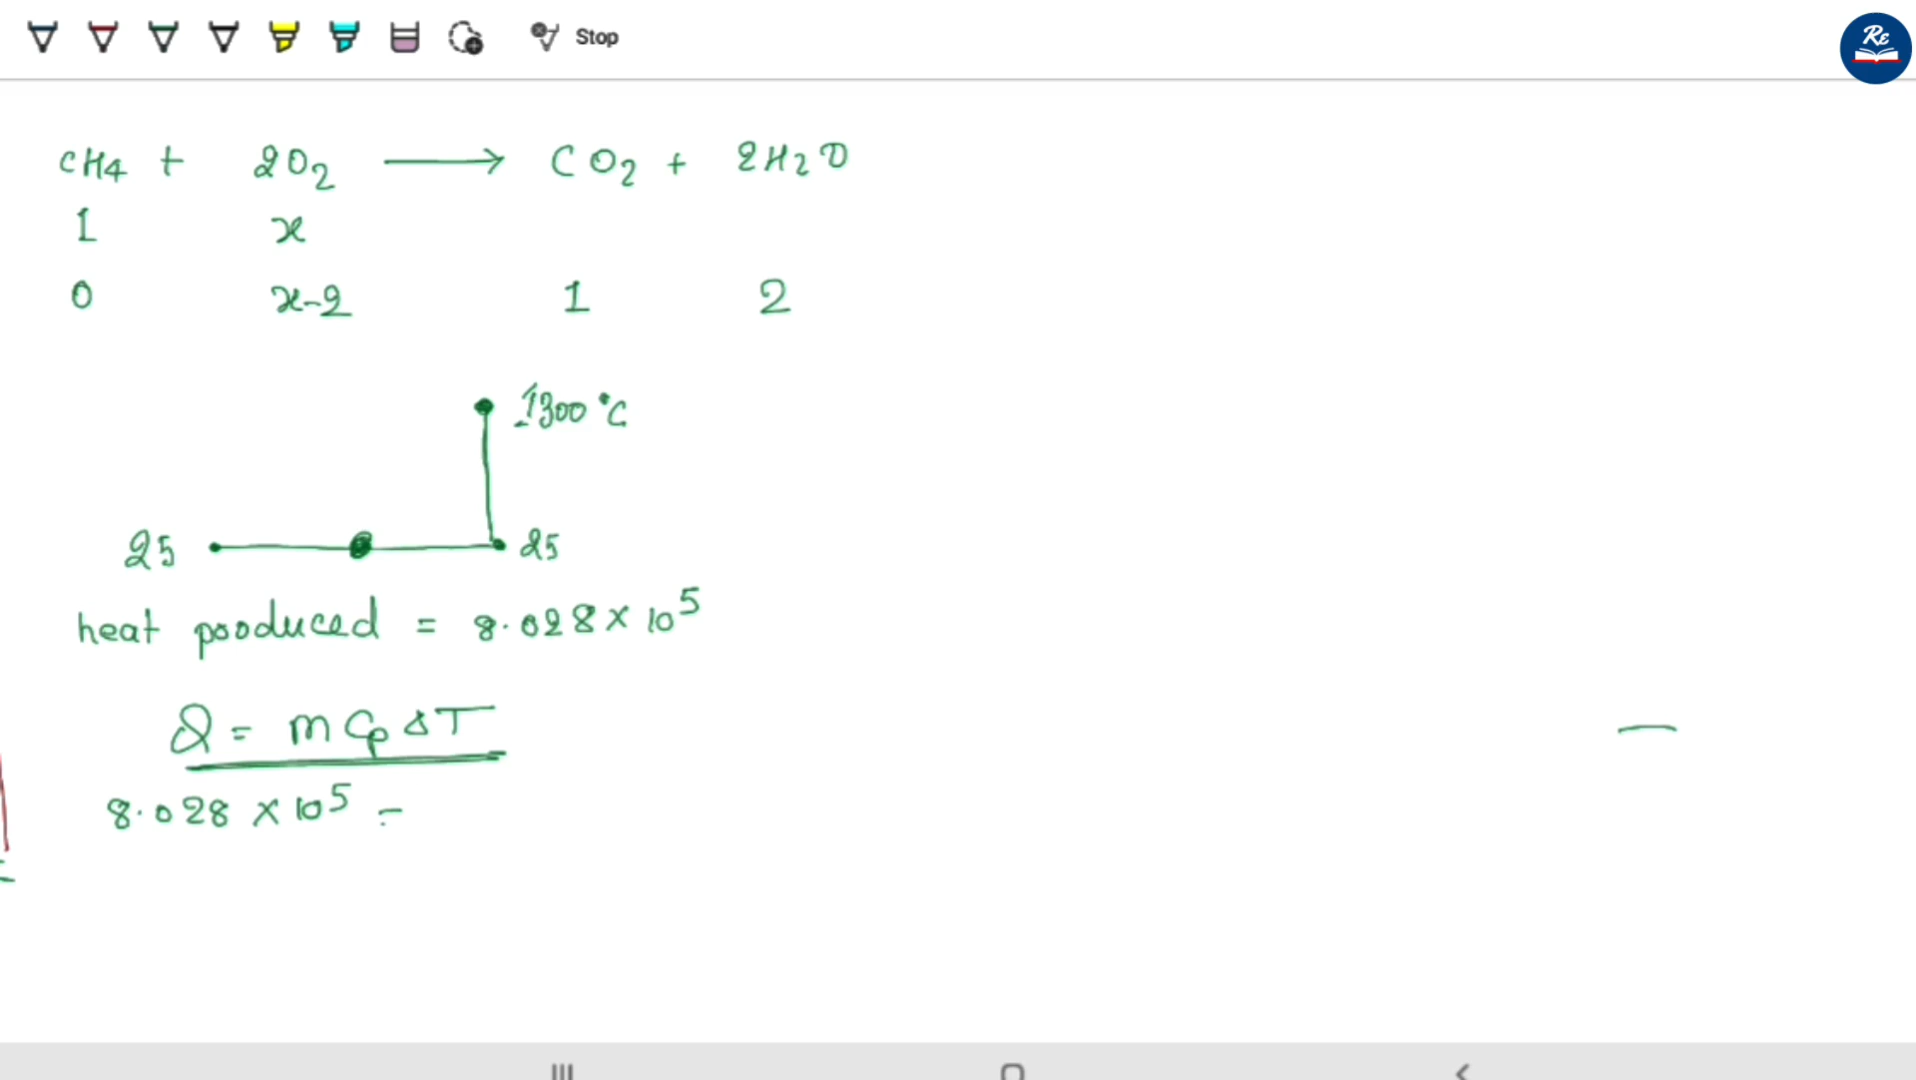 Stop
RE
CH4 + 2O2 ⟶ CO2 + 2H2O
1 x
0 x-2 1 2
1300°C
25 25
heat produced = 8.028 × 10^5
Q = m Cp ΔT
8.028 × 10^5 =